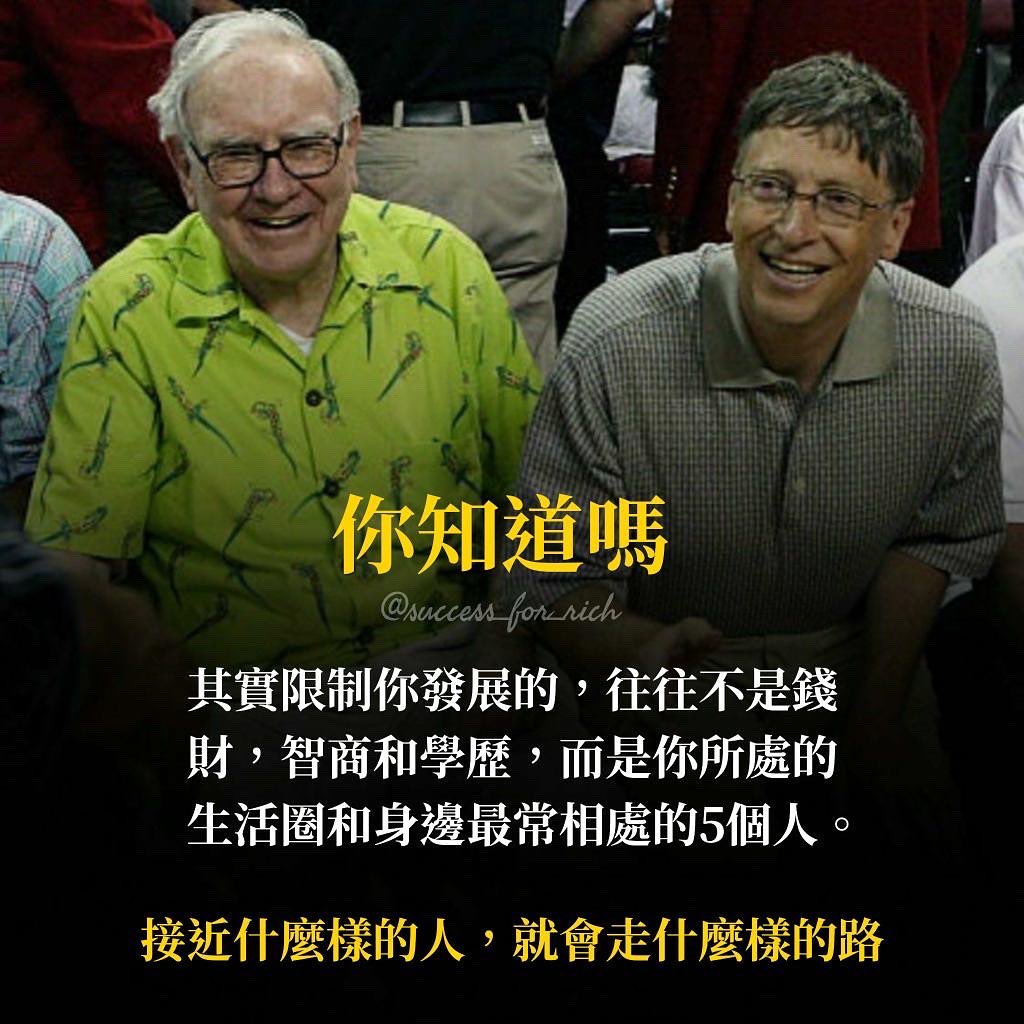 你知道嗎
@success_for_rich
其實限制你發展的，往往不是錢
財，智商和學歷，而是你所處的
生活圈和身邊最常相處的5個人。
接近什麼樣的人，就會走什麼樣的路